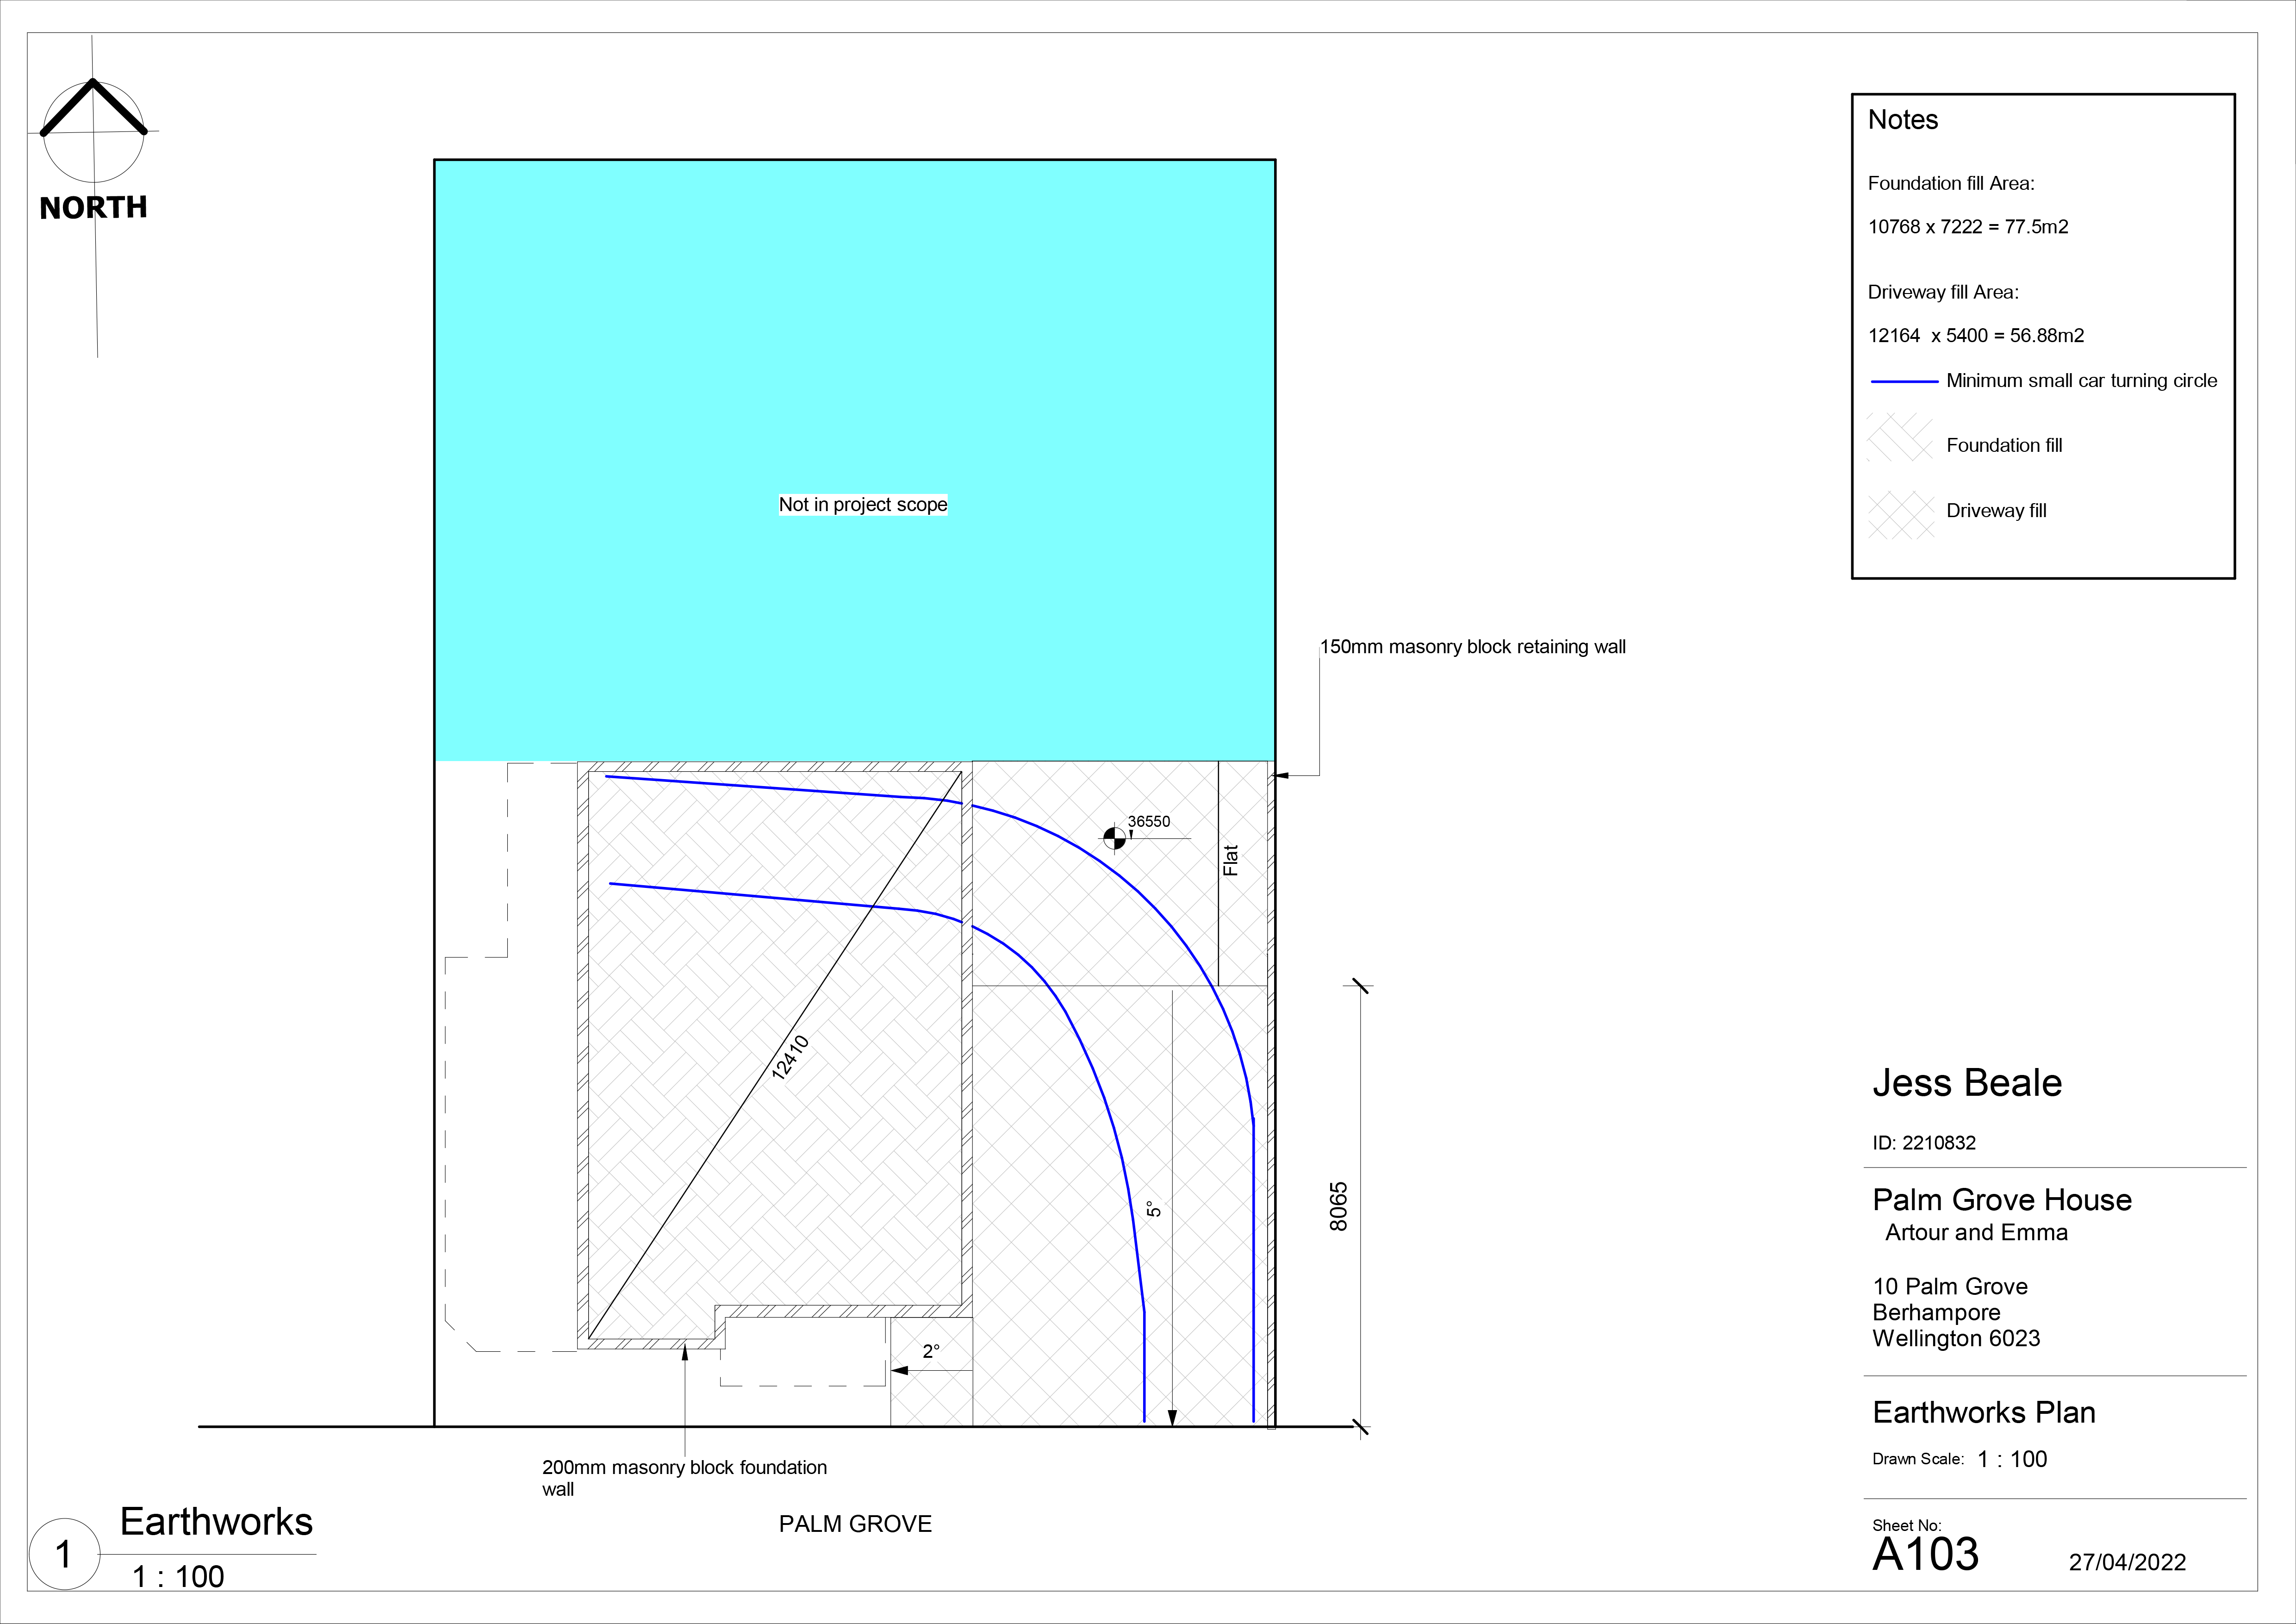 NORTH
Notes
Foundation fill Area:
10768 x 7222 = 77.5m2
Driveway fill Area:
12164 x 5400 = 56.88m2
Minimum small car turning circle
Foundation fill
Driveway fill
Not in project scope
150mm masonry block retaining wall
36550
Flat
12410
8065
5°
2°
200mm masonry block foundation
wall
PALM GROVE
1
Earthworks
1 : 100
Jess Beale
ID: 2210832
Palm Grove House
Artour and Emma
10 Palm Grove
Berhampore
Wellington 6023
Earthworks Plan
Drawn Scale: 1 : 100
Sheet No:
A103
27/04/2022